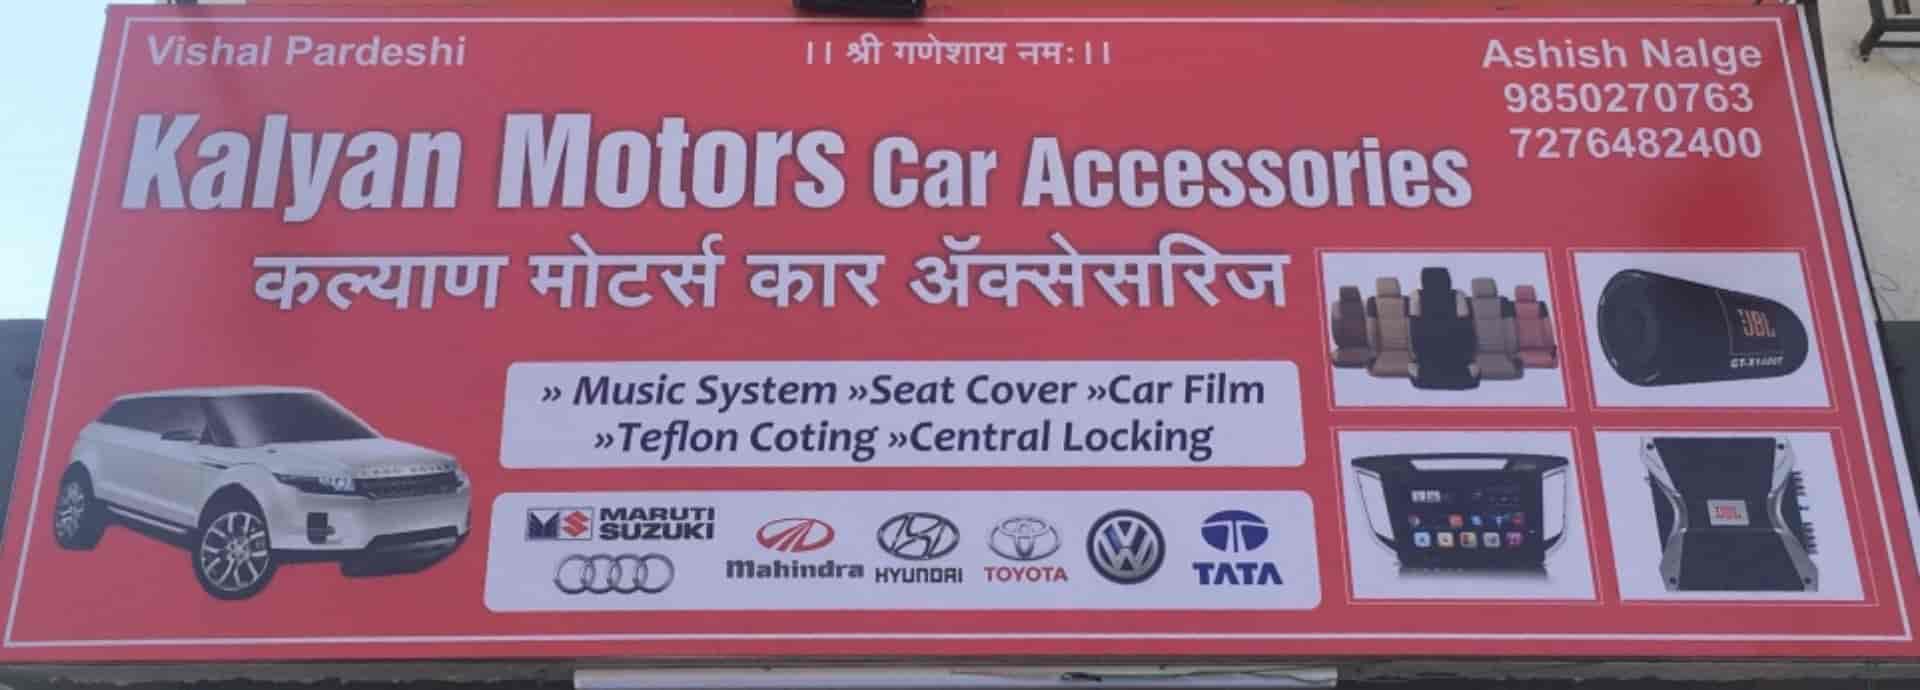 Vishal Pardeshi
।। श्री गणेशाय नमः।।
Ashish Nalge
9850270763
7276482400
Kalyan Motors Car Accessories
कल्याण मोटर्स कार ॲक्सेसरिज
» Music System »Seat Cover »Car Film
»Teflon Coting »Central Locking
MARUTI
SUZUKI
Mahindra
HYUNDAI
TOYOTA
TATA
JBL